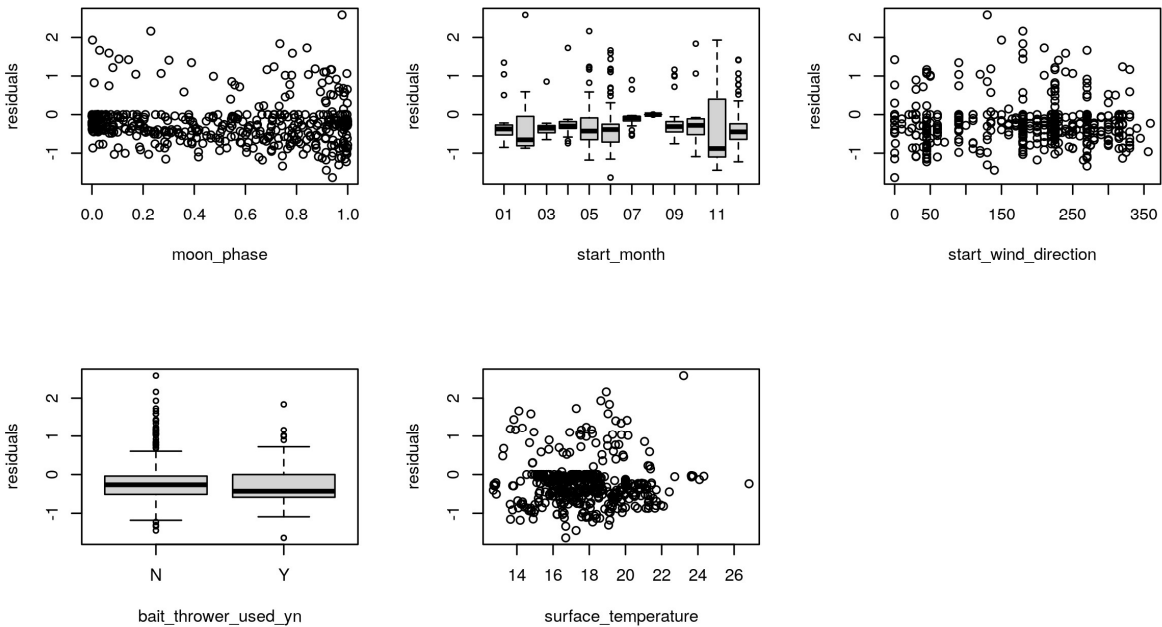 residuals
2
1
0
-1
0.0 0.2 0.4 0.6 0.8 1.0
moon_phase
residuals
2
1
0
-1
01 03 05 07 09 11
start_month
residuals
2
1
0
-1
0 50 150 250 350
start_wind_direction
residuals
2
1
0
-1
N Y
bait_thrower_used_yn
residuals
2
1
0
-1
14 16 18 20 22 24 26
surface_temperature